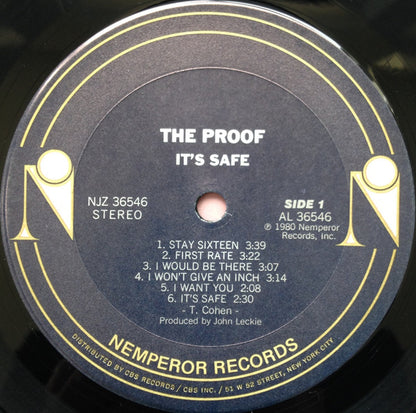 THE PROOF
IT'S SAFE
NJZ 36546
STEREO
SIDE 1
AL 36546
℗ 1980 Nemperor
Records, Inc.
1. STAY SIXTEEN 3:39
2. FIRST RATE 3:22
3. I WOULD BE THERE 3:07
4. I WON'T GIVE AN INCH 3:14
5. I WANT YOU 2:08
6. IT'S SAFE 2:30
- T. Cohen -
Produced by John Leckie
NEMPEROR RECORDS
DISTRIBUTED BY CBS RECORDS / CBS INC. / 51 W 52 STREET, NEW YORK CITY